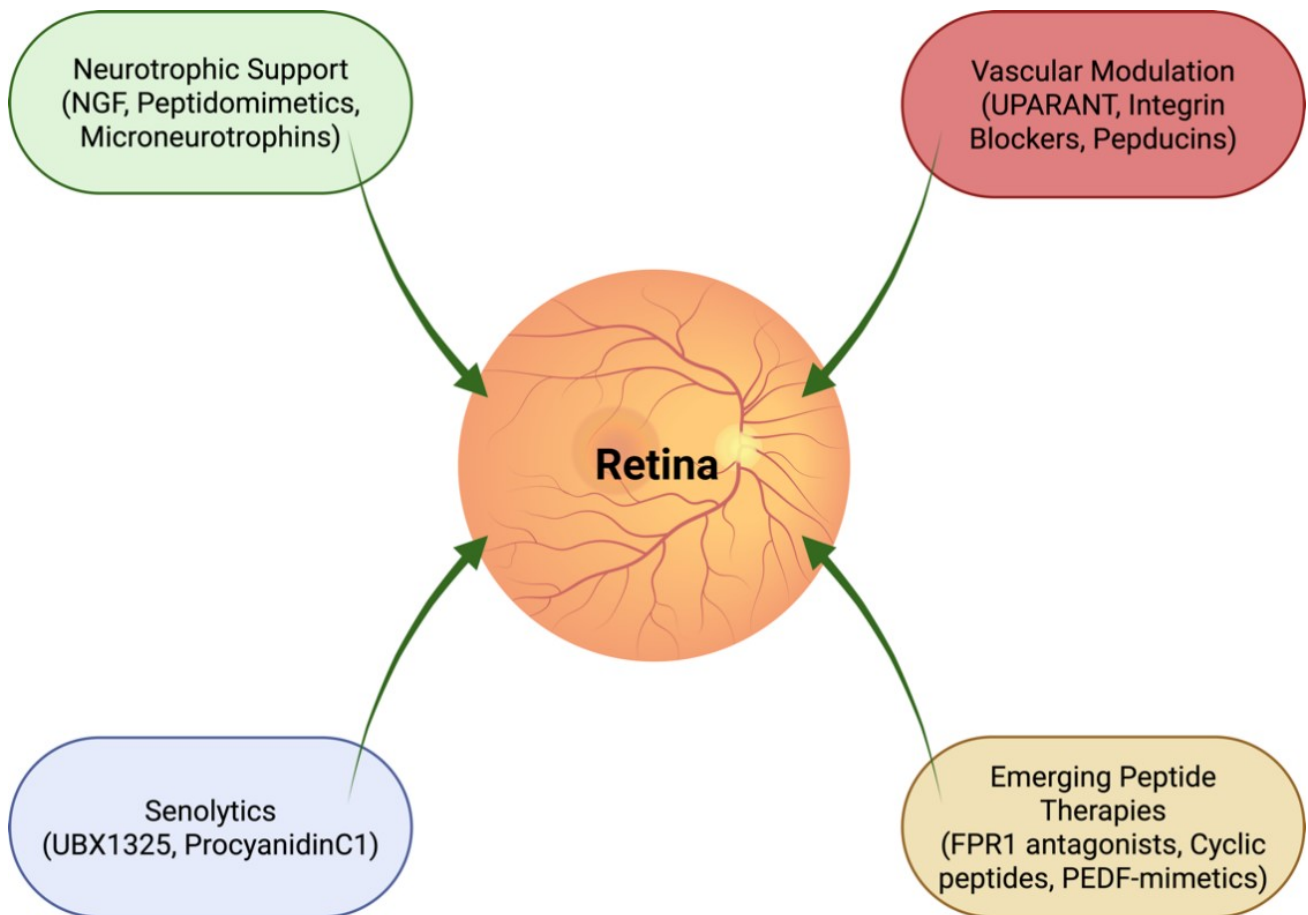 Neurotrophic Support
(NGF, Peptidomimetics,
Microneurotrophins)
Vascular Modulation
(UPARANT, Integrin
Blockers, Pepducins)
Retina
Senolytics
(UBX1325, ProcyanidinC1)
Emerging Peptide
Therapies
(FPR1 antagonists, Cyclic
peptides, PEDF-mimetics)